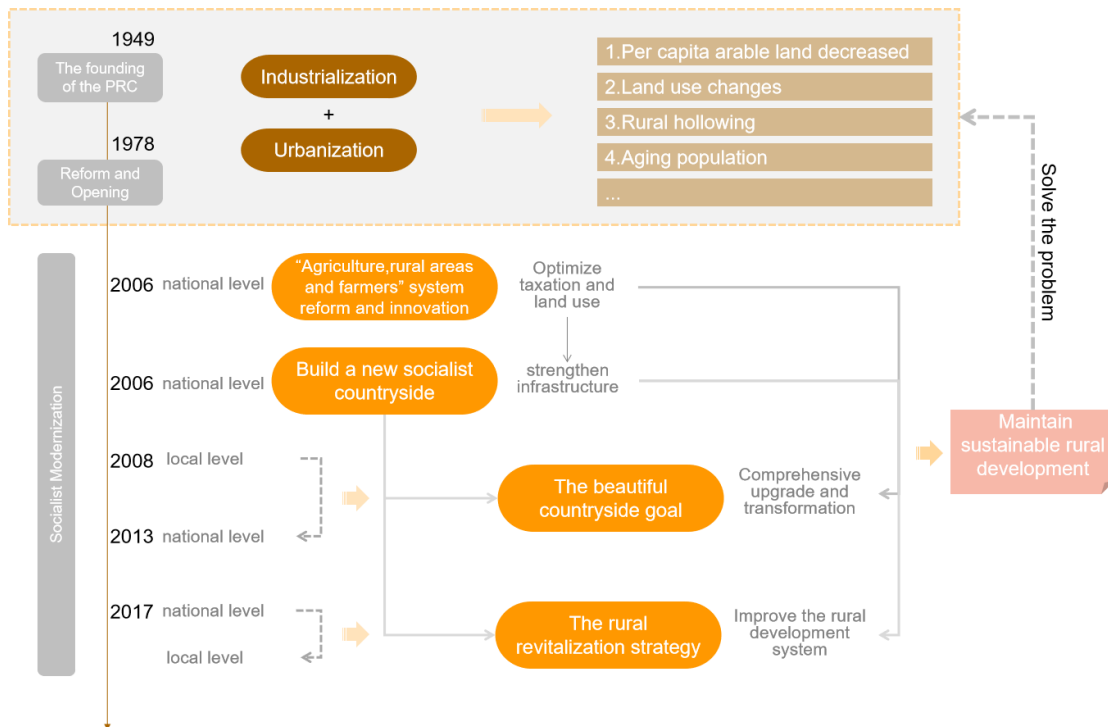 1949
The founding
of the PRC
1978
Reform and
Opening
Industrialization
+
Urbanization
1.Per capita arable land decreased
2.Land use changes
3.Rural hollowing
4.Aging population
...
Solve the problem
Socialist Modernization
2006 national level
“Agriculture,rural areas
and farmers” system
reform and innovation
Optimize
taxation and
land use
2006 national level
Build a new socialist
countryside
strengthen
infrastructure
2008 local level
2013 national level
The beautiful
countryside goal
Comprehensive
upgrade and
transformation
Maintain
sustainable rural
development
2017 national level
local level
The rural
revitalization strategy
Improve the rural
development
system